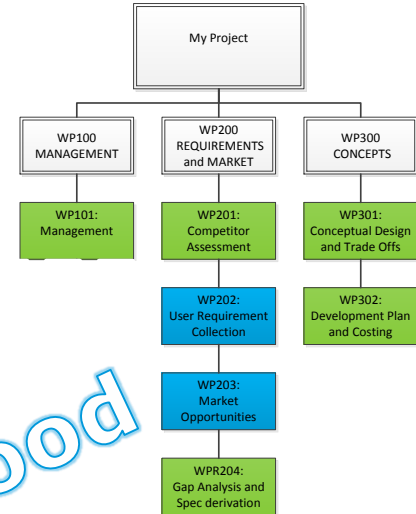 My Project
WP100
MANAGEMENT
WP200
REQUIREMENTS
and MARKET
WP300
CONCEPTS
WP101:
Management
WP201:
Competitor
Assessment
WP301:
Conceptual Design
and Trade Offs
WP202:
User Requirement
Collection
WP302:
Development Plan
and Costing
WP203:
Market
Opportunities
WPR204:
Gap Analysis and
Spec derivation
ood